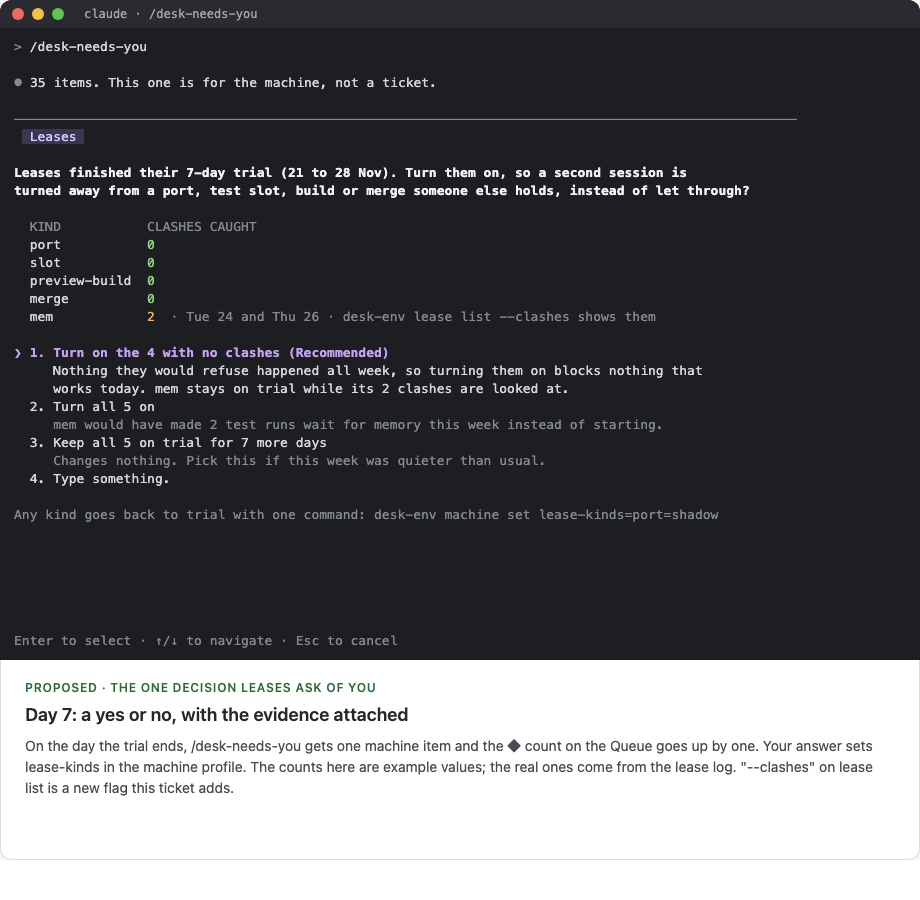 claude · /desk-needs-you
> /desk-needs-you
● 35 items. This one is for the machine, not a ticket.
Leases
Leases finished their 7-day trial (21 to 28 Nov). Turn them on, so a second session is
turned away from a port, test slot, build or merge someone else holds, instead of let through?
KIND CLASHES CAUGHT
port 0
slot 0
preview-build 0
merge 0
mem 2 · Tue 24 and Thu 26 · desk-env lease list --clashes shows them
❯ 1. Turn on the 4 with no clashes (Recommended)
Nothing they would refuse happened all week, so turning them on blocks nothing that
works today. mem stays on trial while its 2 clashes are looked at.
2. Turn all 5 on
mem would have made 2 test runs wait for memory this week instead of starting.
3. Keep all 5 on trial for 7 more days
Changes nothing. Pick this if this week was quieter than usual.
4. Type something.
Any kind goes back to trial with one command: desk-env machine set lease-kinds=port=shadow
Enter to select · ↑/↓ to navigate · Esc to cancel
PROPOSED · THE ONE DECISION LEASES ASK OF YOU
Day 7: a yes or no, with the evidence attached
On the day the trial ends, /desk-needs-you gets one machine item and the ◆ count on the Queue goes up by one. Your answer sets
lease-kinds in the machine profile. The counts here are example values; the real ones come from the lease log. "--clashes" on lease
list is a new flag this ticket adds.